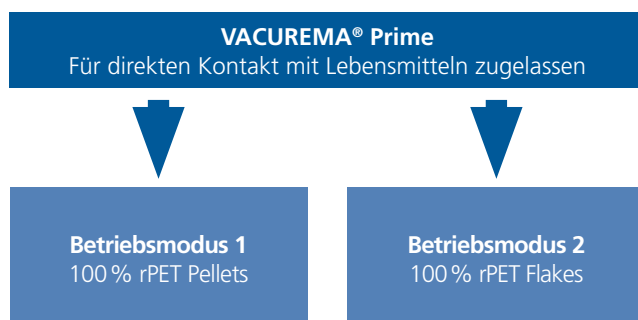 VACUREMA® Prime
Für direkten Kontakt mit Lebensmitteln zugelassen
Betriebsmodus 1
100 % rPET Pellets
Betriebsmodus 2
100 % rPET Flakes